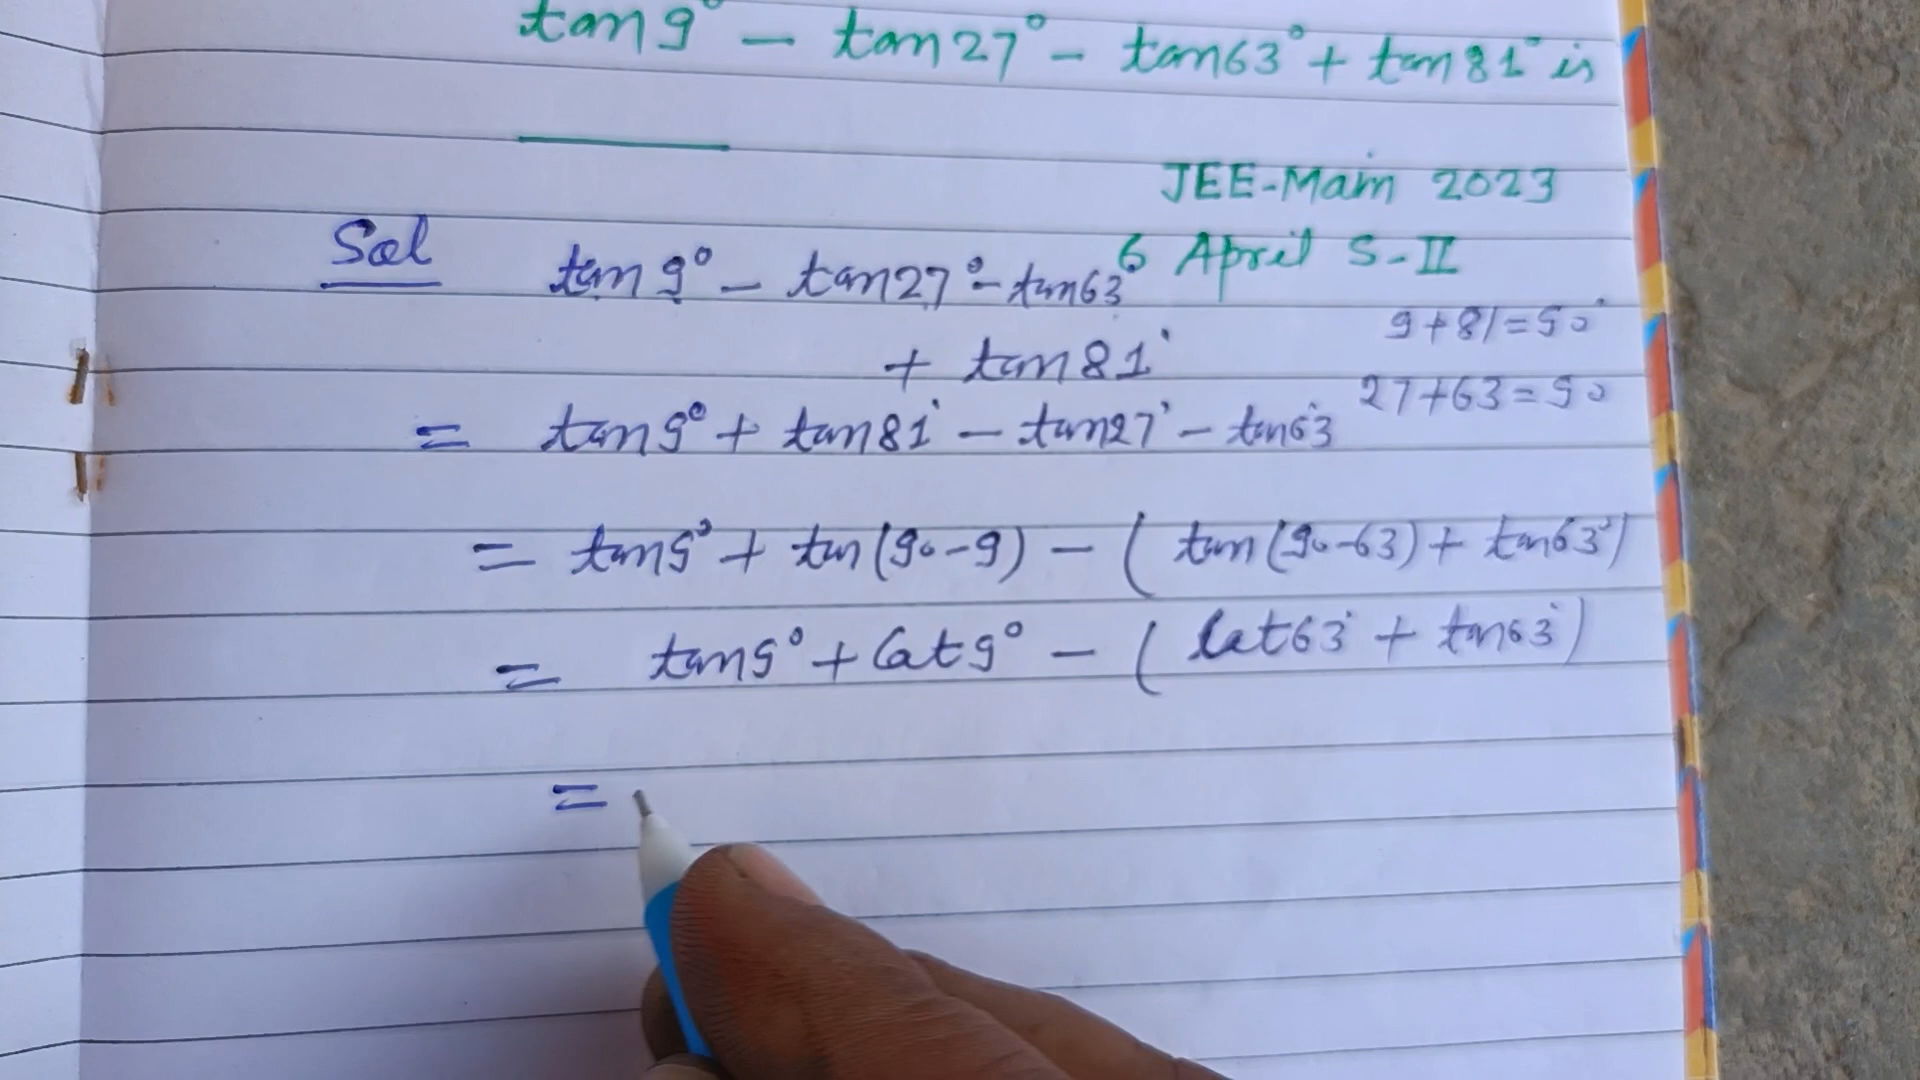 tan9° - tan27° - tan63° + tan81° is
JEE-Main 2023
6 April S-II
Sol tan9° - tan27° - tan63°
+ tan81°
9+81=90°
27+63=90
= tan9° + tan81° - tan27° - tan63
= tan9° + tan(90-9) - (tan(90-63) + tan63°)
= tan9° + Cot9° - (Cot63° + tan63°)
=